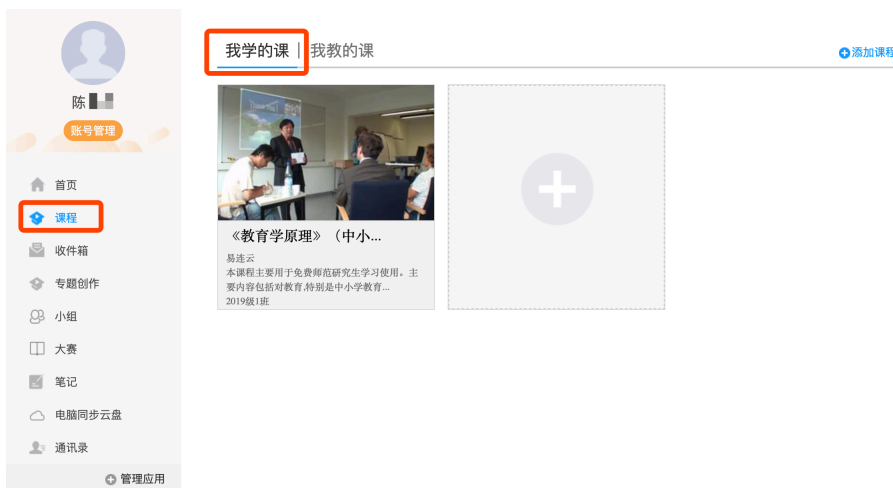 陈
账号管理
首页
课程
收件箱
专题创作
小组
大赛
笔记
电脑同步云盘
通讯录
管理应用
我学的课 | 我教的课
添加课程
《教育学原理》（中小...
易连云
本课程主要用于免费师范研究生学习使用。主
要内容包括对教育,特别是中小学教育...
2019级1班